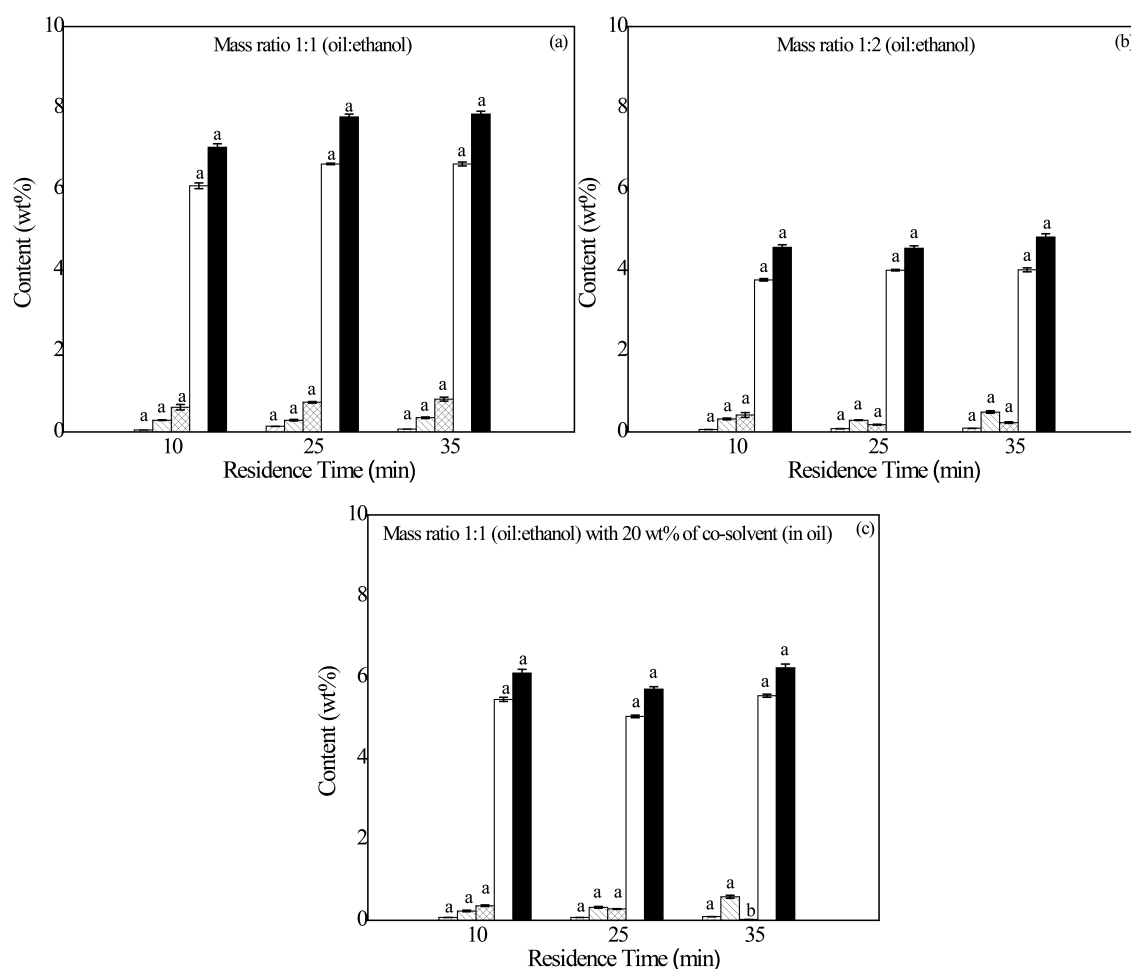 10
Mass ratio 1:1 (oil:ethanol)
(a)
8
6
4
2
0
Content (wt%)
a a a a a
a a a a a
a a a a a
10 25 35
Residence Time (min)
10
Mass ratio 1:2 (oil:ethanol)
(b)
8
6
4
2
0
Content (wt%)
a a a a a
a a a a a
a a a a a
10 25 35
Residence Time (min)
10
Mass ratio 1:1 (oil:ethanol) with 20 wt% of co-solvent (in oil)
(c)
8
6
4
2
0
Content (wt%)
a a a a a
a a a a a
a a b a a
10 25 35
Residence Time (min)